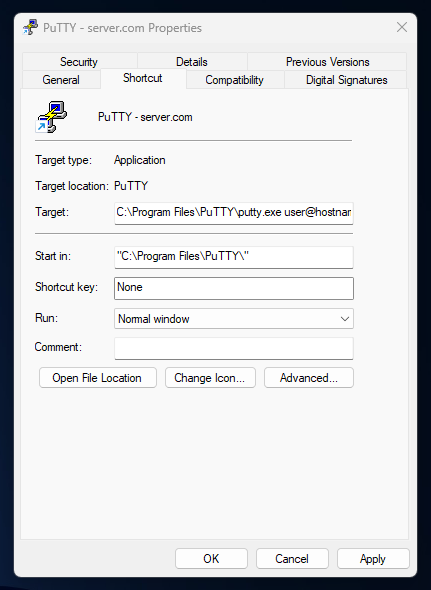 PuTTY - server.com Properties
Security Details Previous Versions
General Shortcut Compatibility Digital Signatures
PuTTY - server.com
Target type: Application
Target location: PuTTY
Target: C:\Program Files\PuTTY\putty.exe user@hostnar
Start in: "C:\Program Files\PuTTY\"
Shortcut key: None
Run: Normal window
Comment:
Open File Location Change Icon... Advanced...
OK Cancel Apply